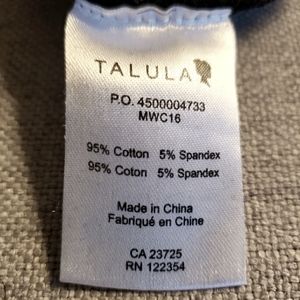 TALULA
P.O. 4500004733
MWC16
95% Cotton 5% Spandex
95% Coton 5% Spandex
Made in China
Fabriqué en Chine
CA 23725
RN 122354